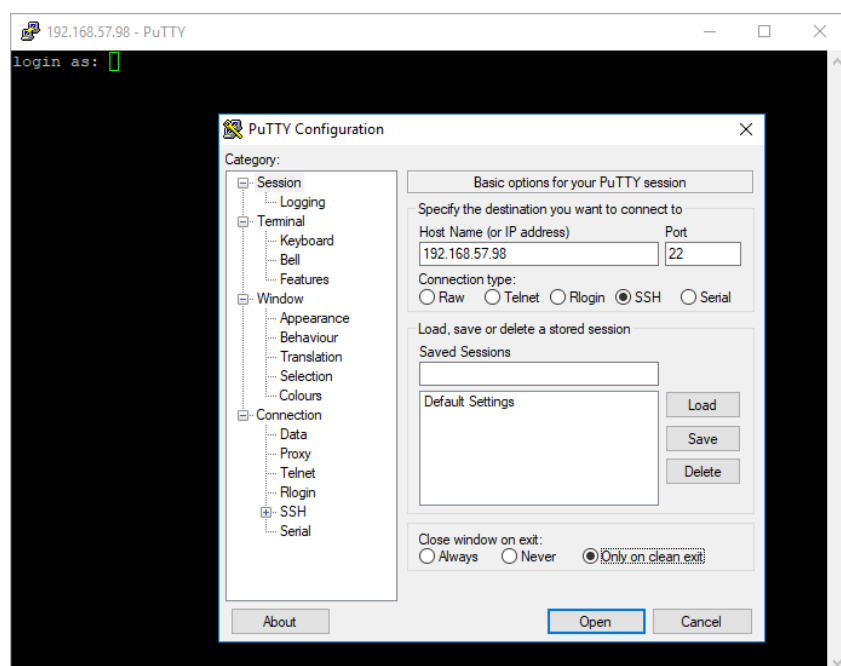 192.168.57.98 - PuTTY
login as:
PuTTY Configuration
Category:
Session
Logging
Terminal
Keyboard
Bell
Features
Window
Appearance
Behaviour
Translation
Selection
Colours
Connection
Data
Proxy
Telnet
Rlogin
SSH
Serial
Basic options for your PuTTY session
Specify the destination you want to connect to
Host Name (or IP address) Port
192.168.57.98 22
Connection type:
Raw Telnet Rlogin SSH Serial
Load, save or delete a stored session
Saved Sessions
Default Settings
Load
Save
Delete
Close window on exit:
Always Never Only on clean exit
About Open Cancel